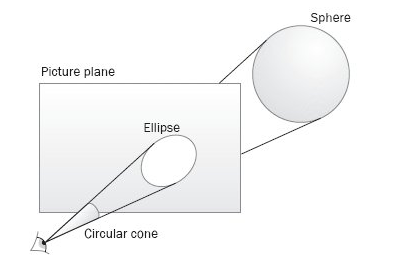 Sphere
Picture plane
Ellipse
Circular cone